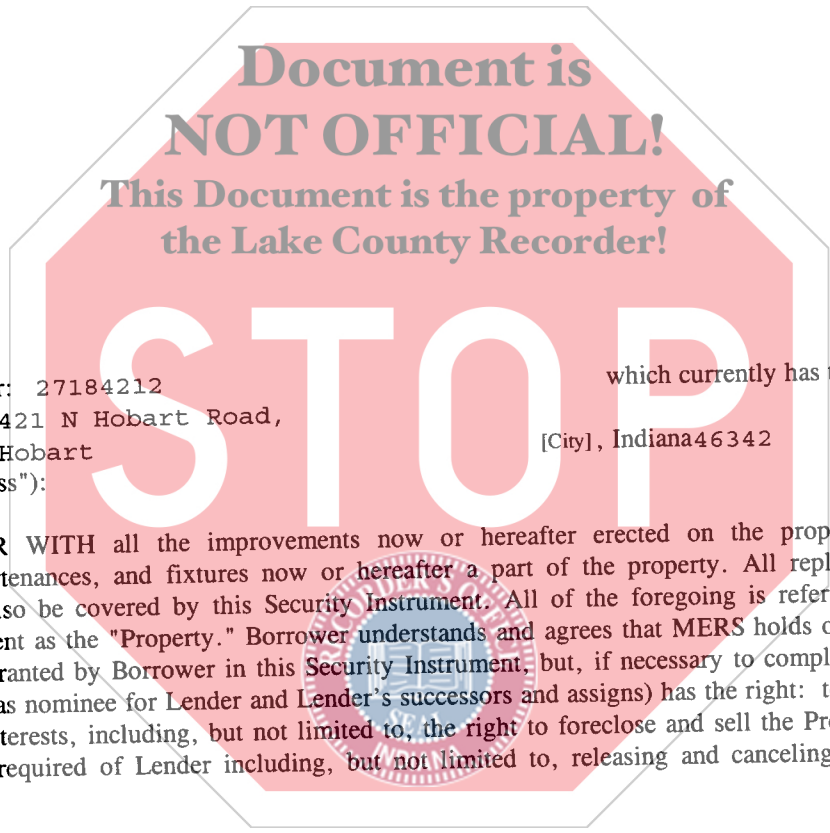 Document is
NOT OFFICIAL!
This Document is the property of
the Lake County Recorder!
STOP
r: 27184212 which currently has t
421 N Hobart Road,
Hobart [City], Indiana46342
ss"):
R WITH all the improvements now or hereafter erected on the prop
tenances, and fixtures now or hereafter a part of the property. All repl
lso be covered by this Security Instrument. All of the foregoing is refer
ent as the "Property." Borrower understands and agrees that MERS holds o
ranted by Borrower in this Security Instrument, but, if necessary to compl
as nominee for Lender and Lender's successors and assigns) has the right: t
terests, including, but not limited to, the right to foreclose and sell the Pro
required of Lender including, but not limited to, releasing and canceling
RECORDER'S OFFICE
SEAL
INDIANA